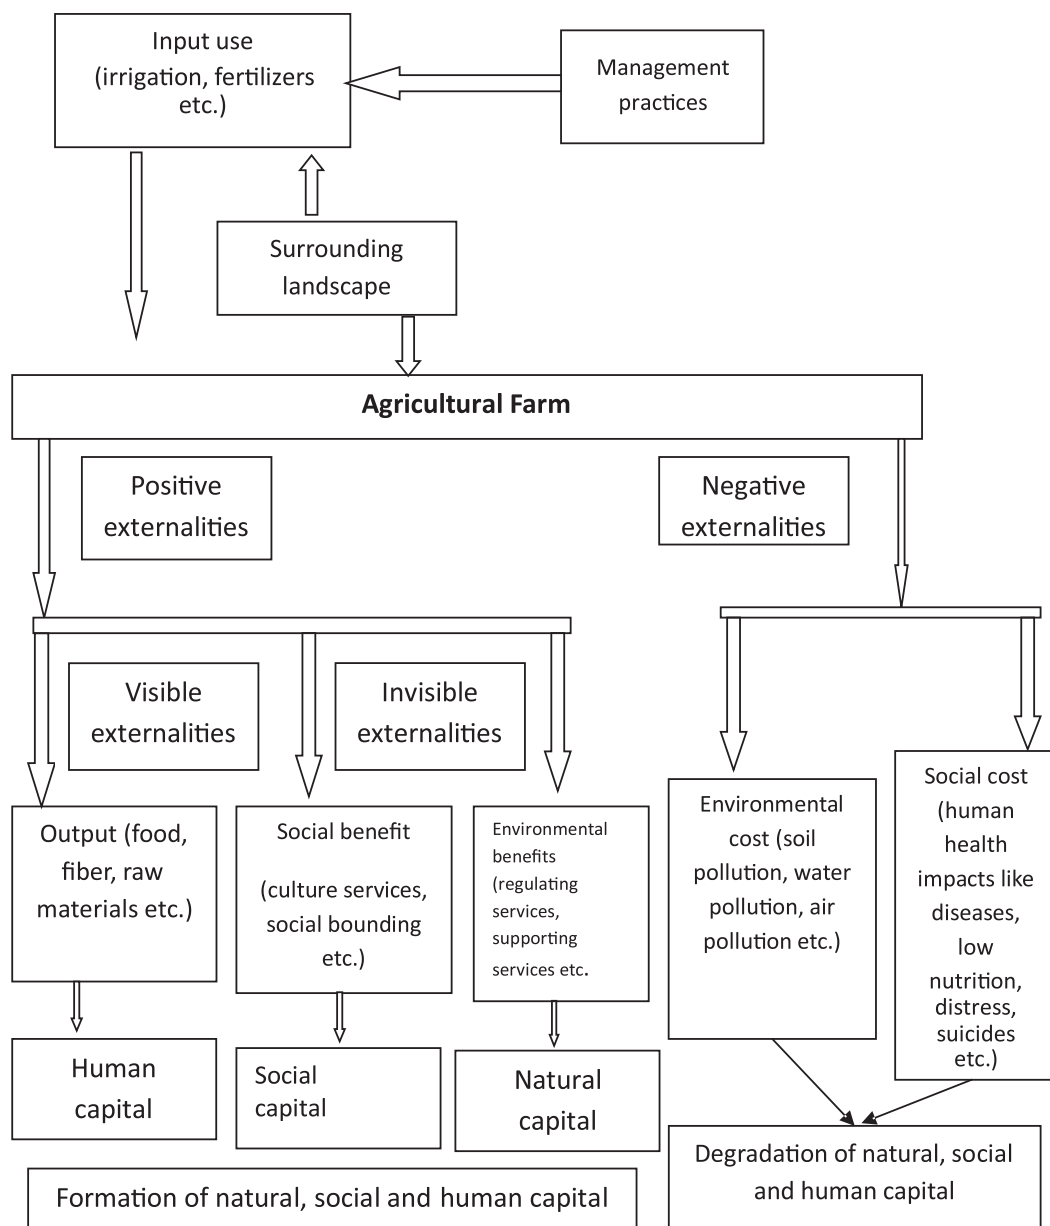 Input use
(irrigation, fertilizers
etc.)
Management
practices
Surrounding
landscape
Agricultural Farm
Positive
externalities
Negative
externalities
Visible
externalities
Invisible
externalities
Output (food,
fiber, raw
materials etc.)
Social benefit
(culture services,
social bounding
etc.)
Environmental
benefits
(regulating
services,
supporting
services etc.
Environmental
cost (soil
pollution, water
pollution, air
pollution etc.)
Social cost
(human
health
impacts like
diseases,
low
nutrition,
distress,
suicides
etc.)
Human
capital
Social
capital
Natural
capital
Degradation of natural, social
and human capital
Formation of natural, social and human capital